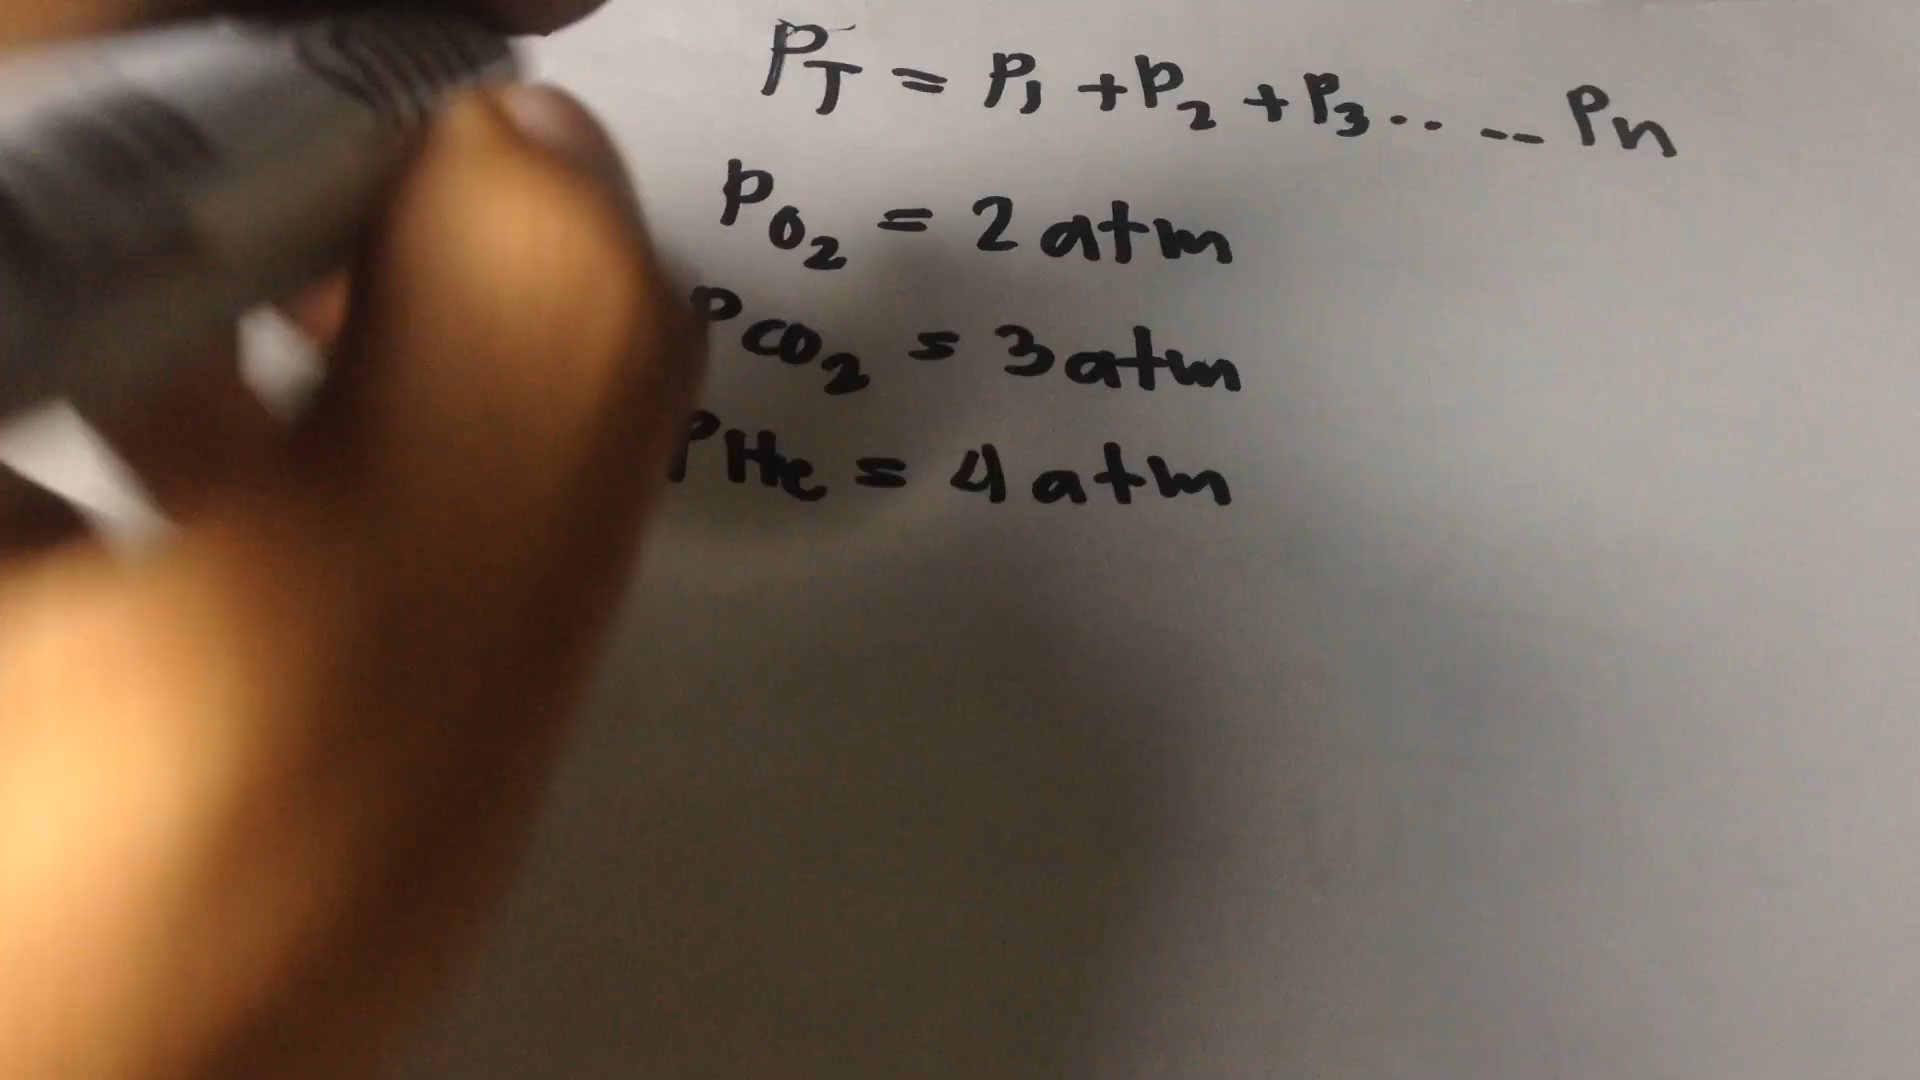 PT = P1 + P2 + P3 .. -- Pn
PO2 = 2 atm
PCO2 = 3 atm
PHe = 4 atm